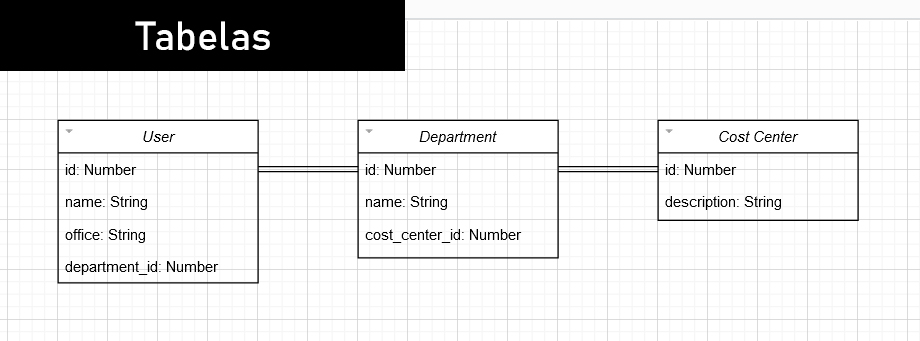 Tabelas
User
id: Number
name: String
office: String
department_id: Number
Department
id: Number
name: String
cost_center_id: Number
Cost Center
id: Number
description: String